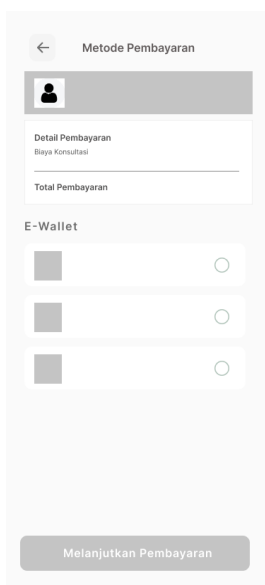 Metode Pembayaran
Detail Pembayaran
Biaya Konsultasi
Total Pembayaran
E-Wallet
Melanjutkan Pembayaran